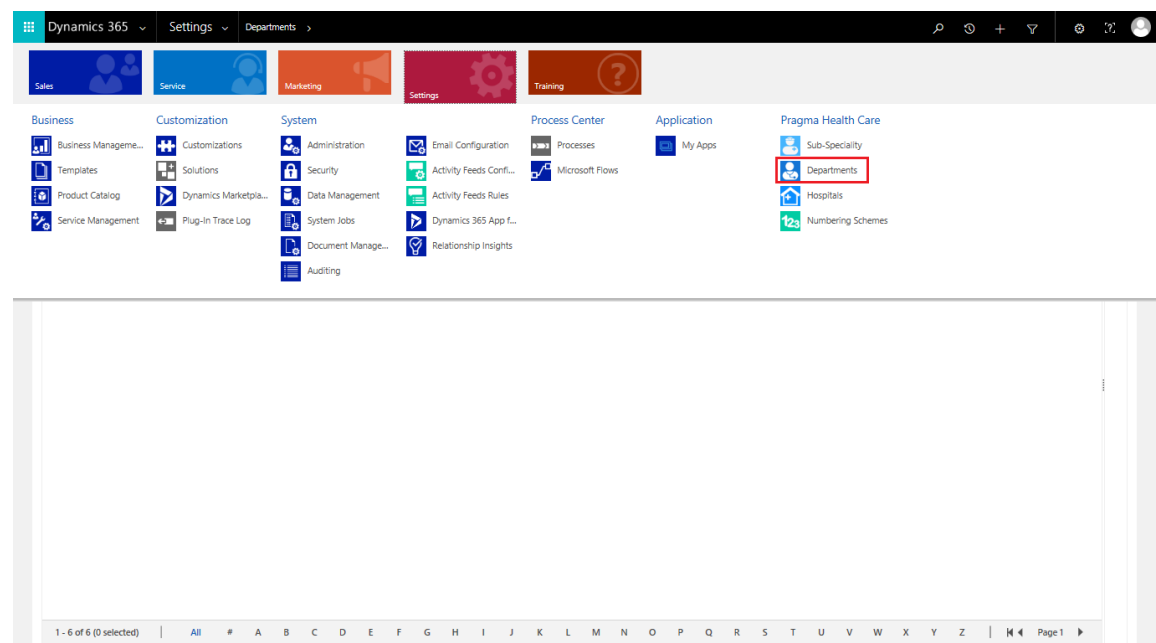 Dynamics 365 Settings Departments
Sales Service Marketing Settings Training
Business
Business Manageme...
Templates
Product Catalog
Service Management
Customization
Customizations
Solutions
Dynamics Marketpla...
Plug-In Trace Log
System
Administration
Security
Data Management
System Jobs
Document Manage...
Auditing
Email Configuration
Activity Feeds Confi...
Activity Feeds Rules
Dynamics 365 App f...
Relationship Insights
Process Center
Processes
Microsoft Flows
Application
My Apps
Pragma Health Care
Sub-Speciality
Departments
Hospitals
123 Numbering Schemes
1 - 6 of 6 (0 selected) All # A B C D E F G H I J K L M N O P Q R S T U V W X Y Z Page 1